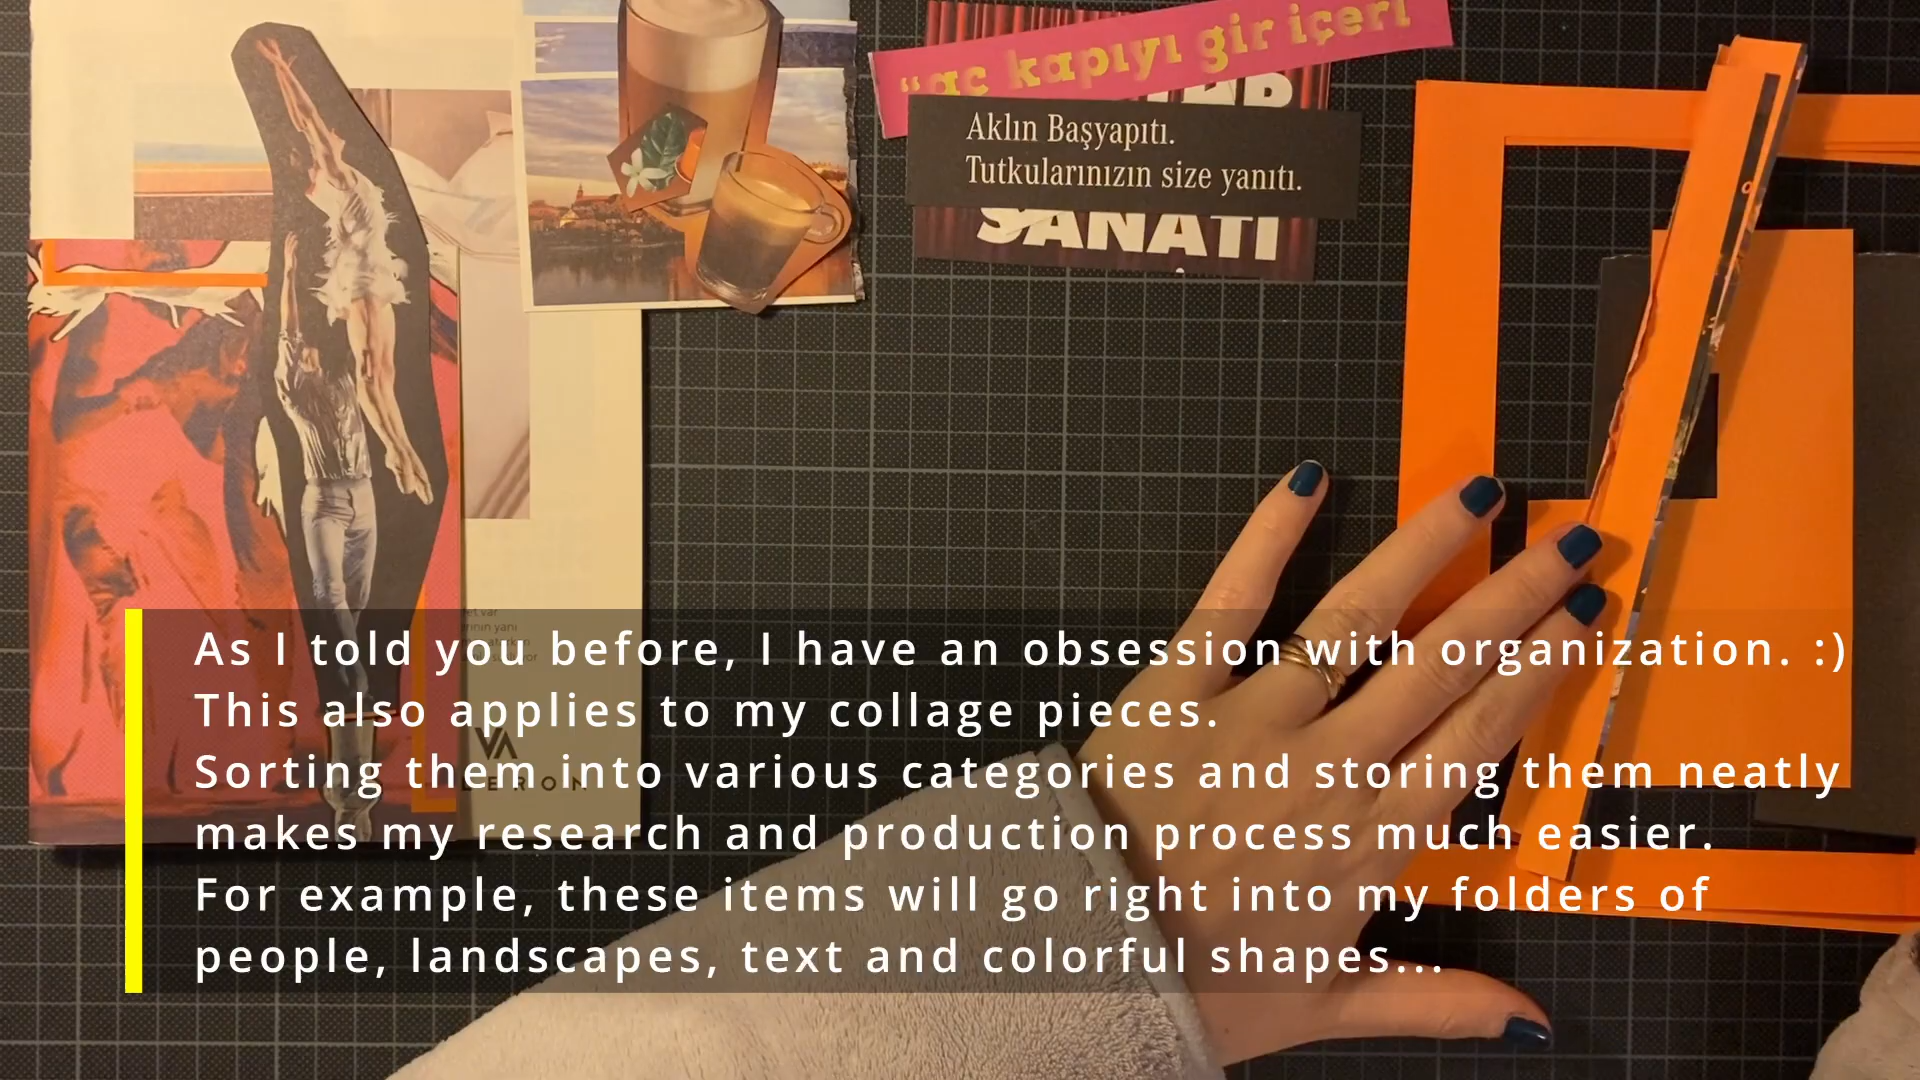 “aç kapıyı gir içeri
Aklın Başyapıtı.
Tutkularınızın size yanıtı.
SANATI
As I told you before, I have an obsession with organization. :)
This also applies to my collage pieces.
Sorting them into various categories and storing them neatly
makes my research and production process much easier.
For example, these items will go right into my folders of
people, landscapes, text and colorful shapes...